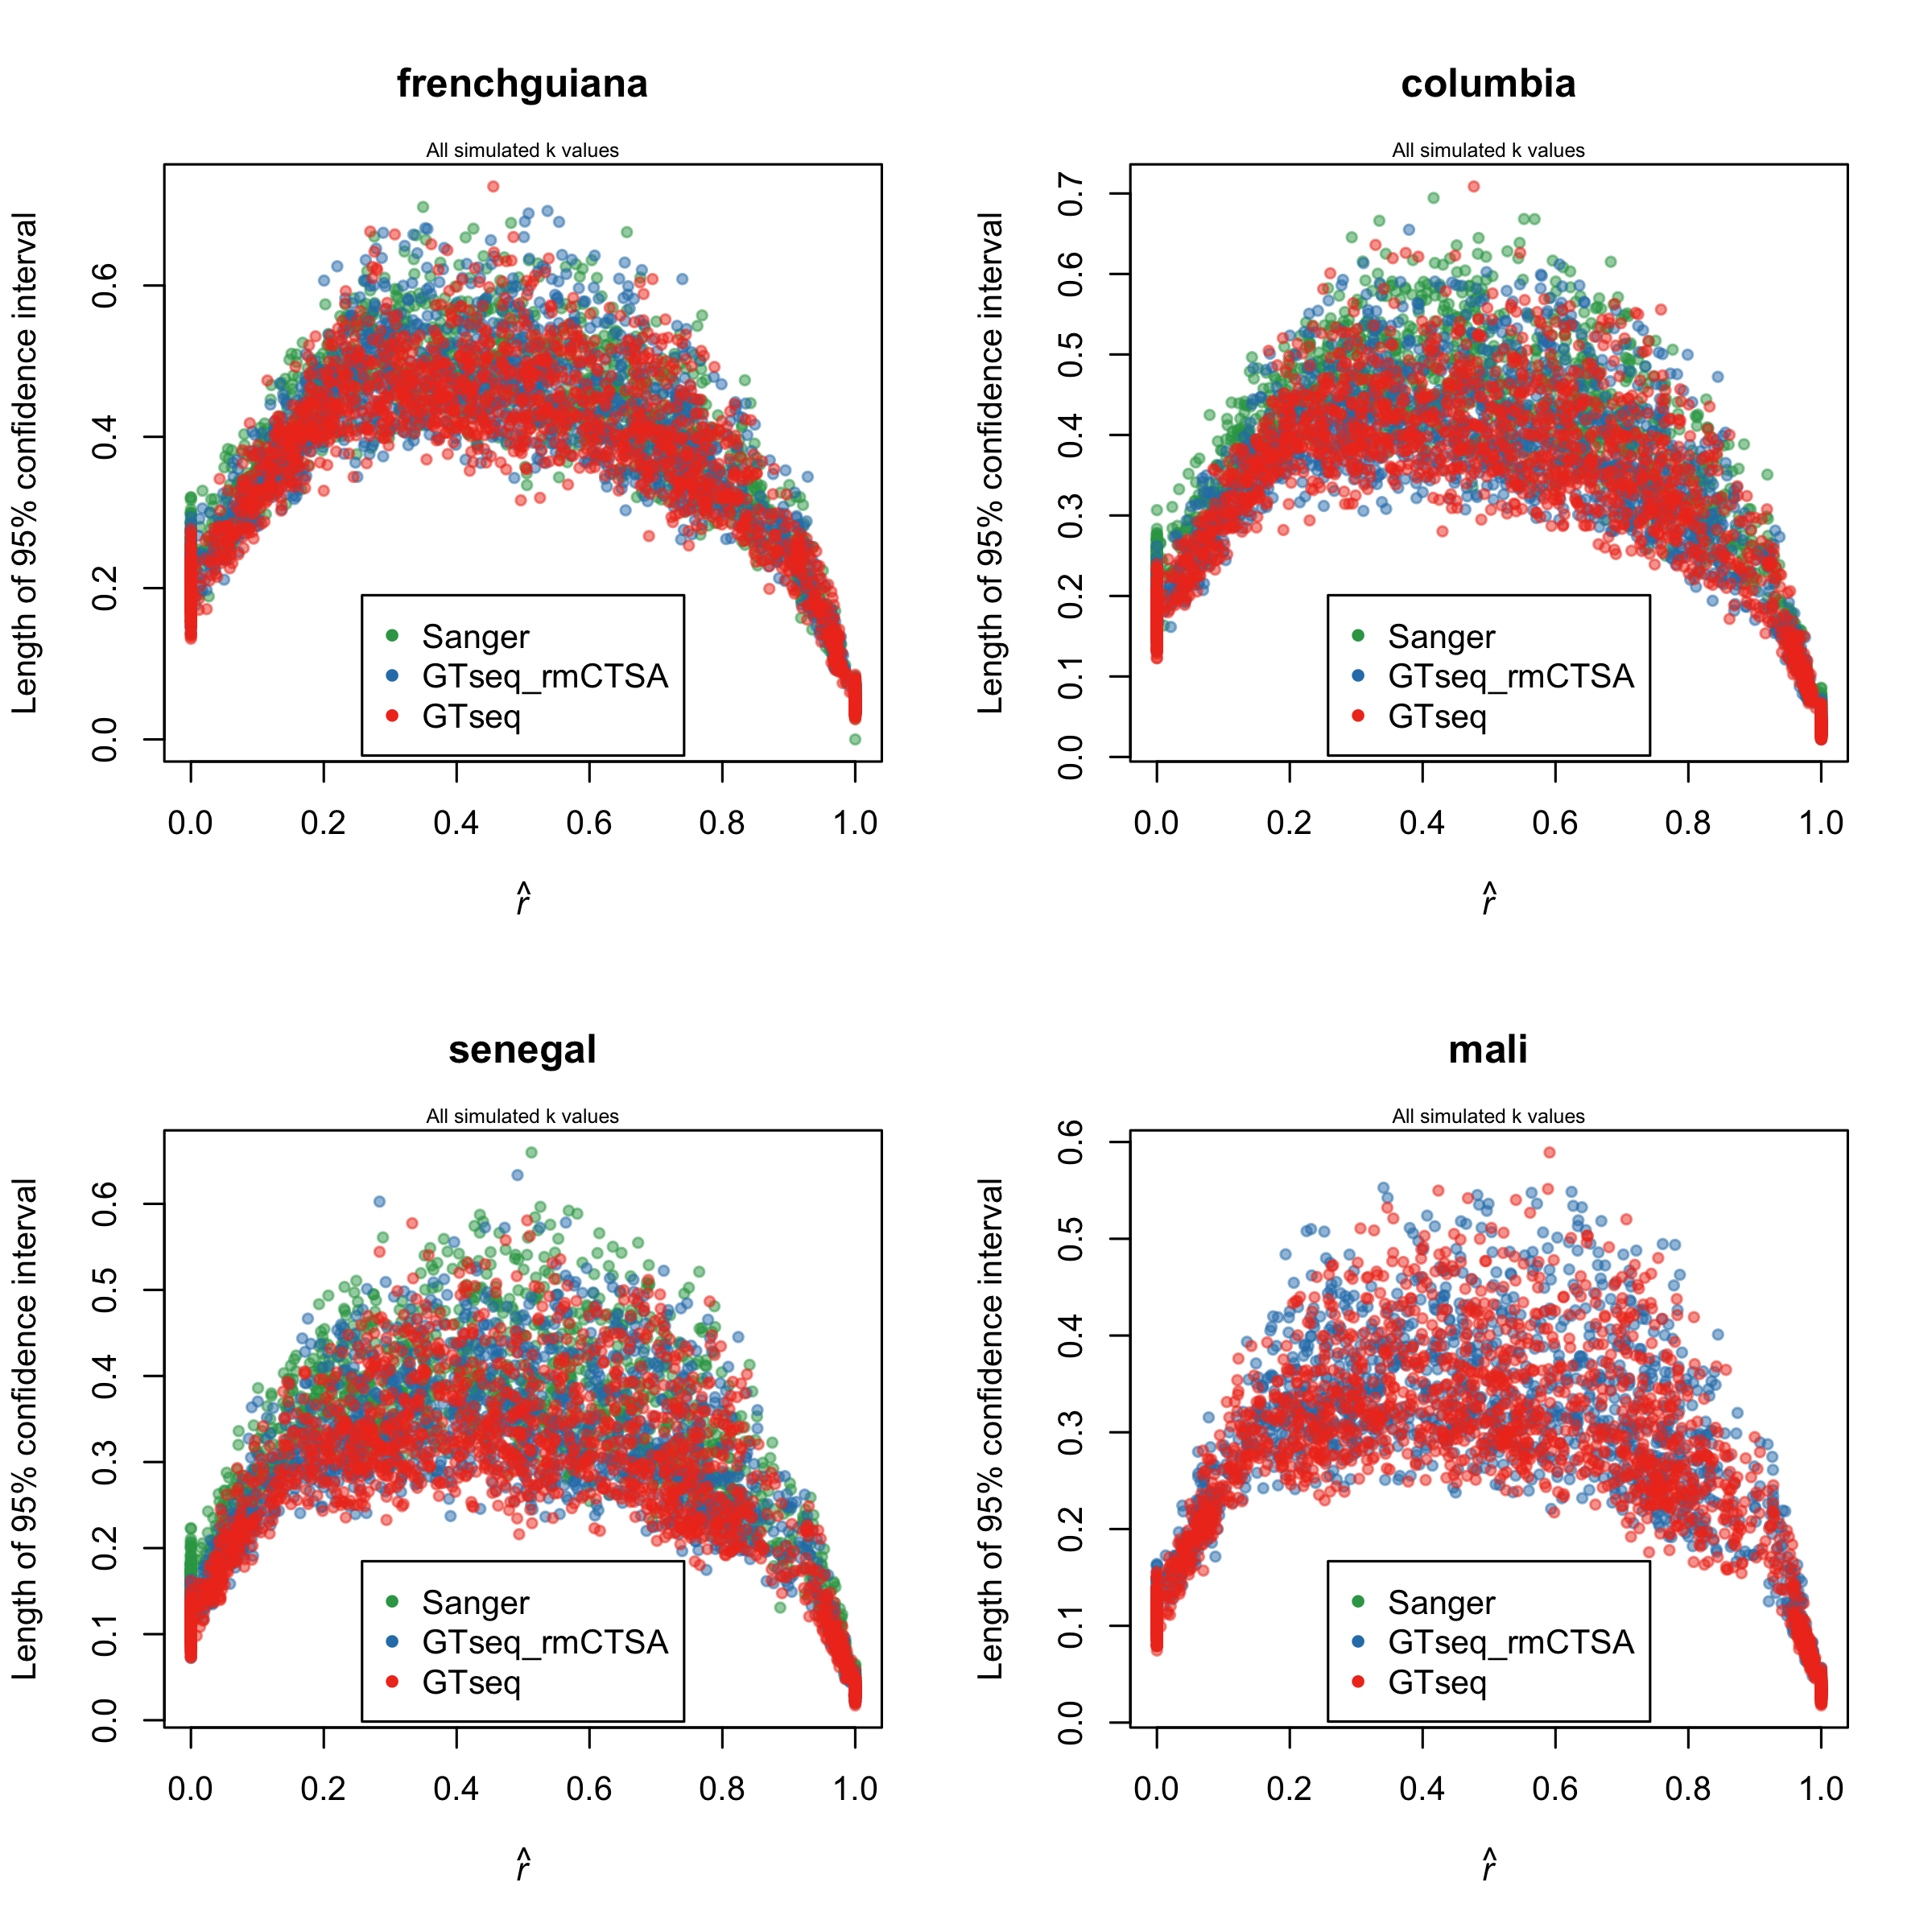 frenchguiana
All simulated k values
Length of 95% confidence interval
0.0 0.2 0.4 0.6
Sanger
GTseq_rmCTSA
GTseq
0.0 0.2 0.4 0.6 0.8 1.0
r̂
columbia
All simulated k values
Length of 95% confidence interval
0.0 0.1 0.2 0.3 0.4 0.5 0.6 0.7
Sanger
GTseq_rmCTSA
GTseq
0.0 0.2 0.4 0.6 0.8 1.0
r̂
senegal
All simulated k values
Length of 95% confidence interval
0.0 0.1 0.2 0.3 0.4 0.5 0.6
Sanger
GTseq_rmCTSA
GTseq
0.0 0.2 0.4 0.6 0.8 1.0
r̂
mali
All simulated k values
Length of 95% confidence interval
0.0 0.1 0.2 0.3 0.4 0.5 0.6
Sanger
GTseq_rmCTSA
GTseq
0.0 0.2 0.4 0.6 0.8 1.0
r̂